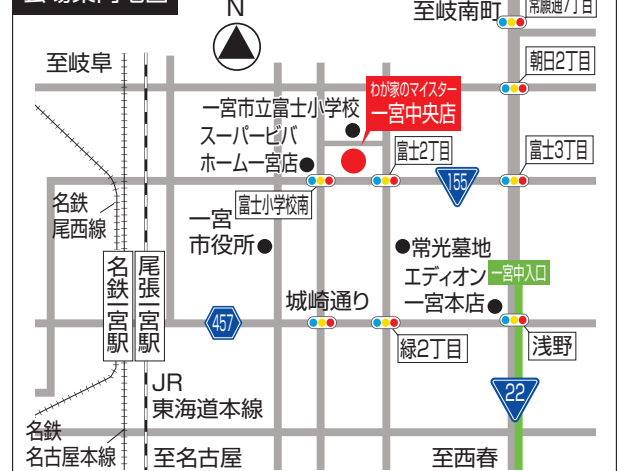 会場案内地図
N
至岐南町
常願通7丁目
至岐阜
朝日2丁目
わが家のマイスター
一宮中央店
一宮市立富士小学校
スーパービバ
ホーム一宮店
富士2丁目
富士3丁目
155
富士小学校南
名鉄
尾西線
一宮
市役所
常光墓地
エディオン
一宮本店
一宮中入口
名鉄一宮駅
尾張一宮駅
城崎通り
457
緑2丁目
浅野
22
JR
東海道本線
名鉄
名古屋本線
至名古屋
至西春